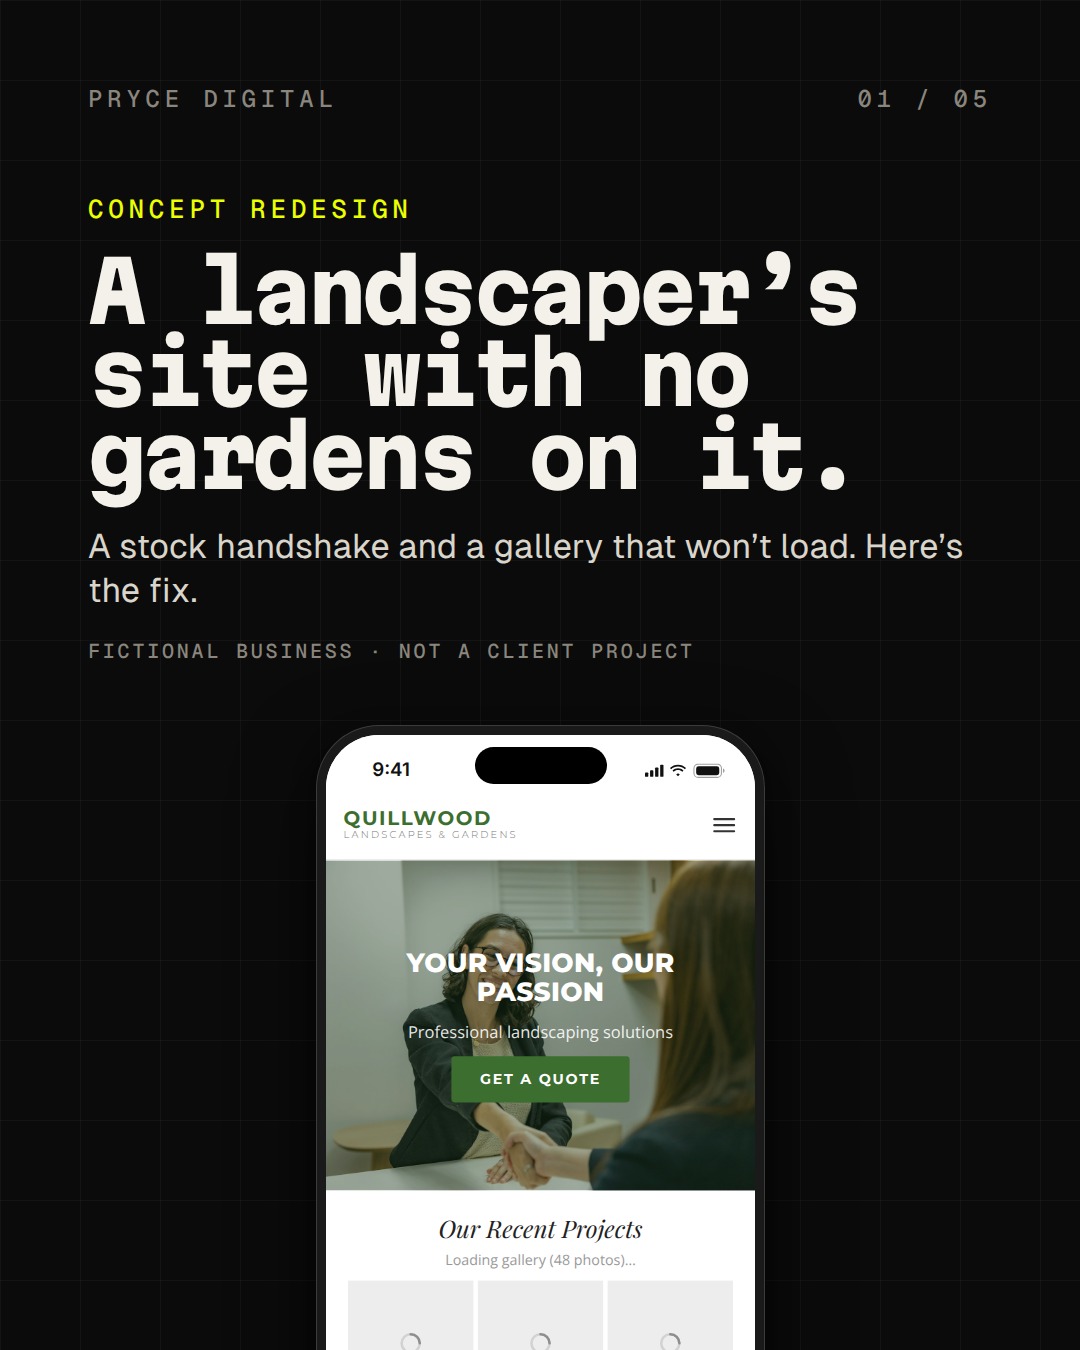 PRYCE DIGITAL
01 / 05
CONCEPT REDESIGN
A landscaper’s
site with no
gardens on it.
A stock handshake and a gallery that won’t load. Here’s
the fix.
FICTIONAL BUSINESS · NOT A CLIENT PROJECT
9:41
QUILLWOOD
LANDSCAPES & GARDENS
YOUR VISION, OUR
PASSION
Professional landscaping solutions
GET A QUOTE
Our Recent Projects
Loading gallery (48 photos)...